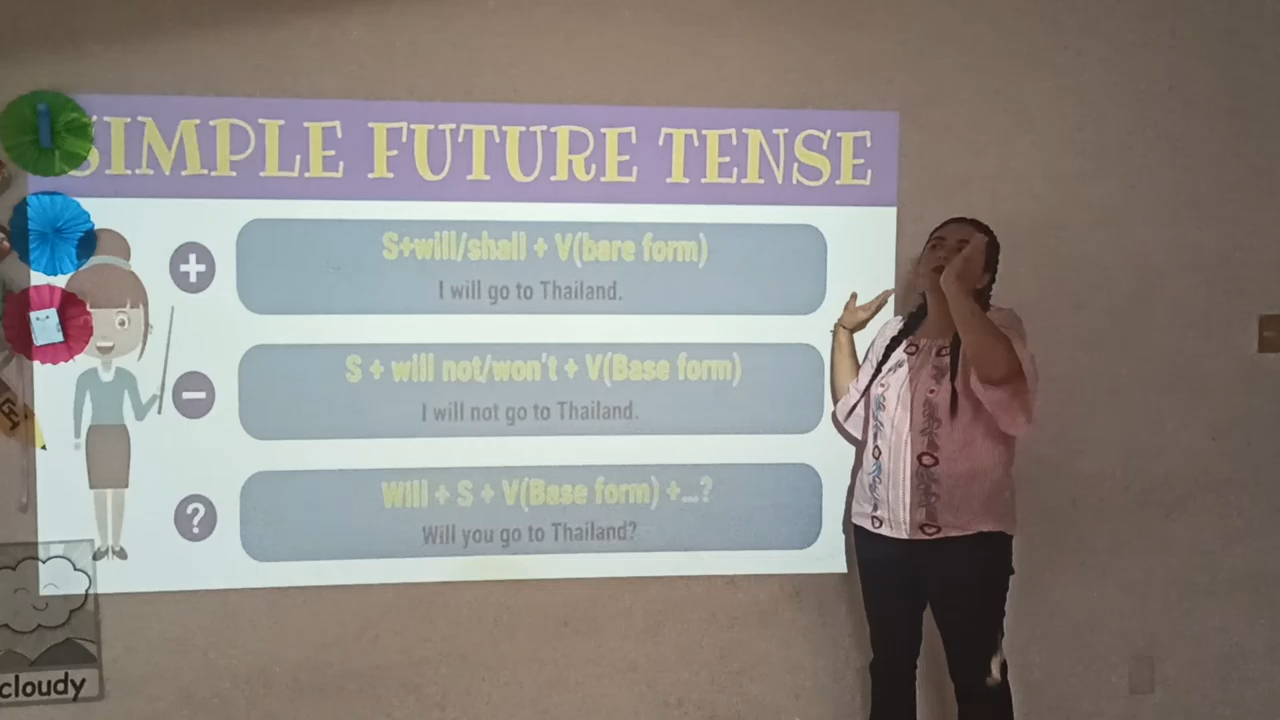 SIMPLE FUTURE TENSE
S+will/shall + V(bare form)
I will go to Thailand.
S + will not/won't + V(Base form)
I will not go to Thailand.
Will + S + V(Base form) +...?
Will you go to Thailand?
cloudy